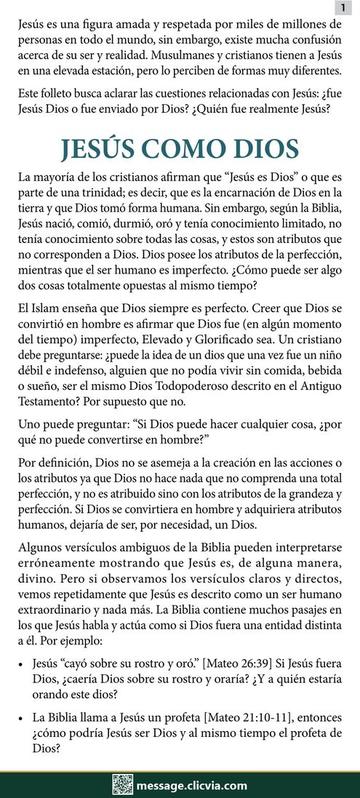 1
Jesús es una figura amada y respetada por miles de millones de
personas en todo el mundo, sin embargo, existe mucha confusión
acerca de su ser y realidad. Musulmanes y cristianos tienen a Jesús
en una elevada estación, pero lo perciben de formas muy diferentes.
Este folleto busca aclarar las cuestiones relacionadas con Jesús: ¿fue
Jesús Dios o fue enviado por Dios? ¿Quién fue realmente Jesús?
JESÚS COMO DIOS
La mayoría de los cristianos afirman que “Jesús es Dios” o que es
parte de una trinidad; es decir, que es la encarnación de Dios en la
tierra y que Dios tomó forma humana. Sin embargo, según la Biblia,
Jesús nació, comió, durmió, oró y tenía conocimiento limitado, no
tenía conocimiento sobre todas las cosas, y estos son atributos que
no corresponden a Dios. Dios posee los atributos de la perfección,
mientras que el ser humano es imperfecto. ¿Cómo puede ser algo
dos cosas totalmente opuestas al mismo tiempo?
El Islam enseña que Dios siempre es perfecto. Creer que Dios se
convirtió en hombre es afirmar que Dios fue (en algún momento
del tiempo) imperfecto, Elevado y Glorificado sea. Un cristiano
debe preguntarse: ¿puede la idea de un dios que una vez fue un niño
débil e indefenso, alguien que no podía vivir sin comida, bebida
o sueño, ser el mismo Dios Todopoderoso descrito en el Antiguo
Testamento? Por supuesto que no.
Uno puede preguntar: “Si Dios puede hacer cualquier cosa, ¿por
qué no puede convertirse en hombre?”
Por definición, Dios no se asemeja a la creación en las acciones o
los atributos ya que Dios no hace nada que no comprenda una total
perfección, y no es atribuido sino con los atributos de la grandeza y
perfección. Si Dios se convirtiera en hombre y adquiriera atributos
humanos, dejaría de ser, por necesidad, un Dios.
Algunos versículos ambiguos de la Biblia pueden interpretarse
erróneamente mostrando que Jesús es, de alguna manera,
divino. Pero si observamos los versículos claros y directos,
vemos repetidamente que Jesús es descrito como un ser humano
extraordinario y nada más. La Biblia contiene muchos pasajes en
los que Jesús habla y actúa como si Dios fuera una entidad distinta
a él. Por ejemplo:
• Jesús “cayó sobre su rostro y oró.” [Mateo 26:39] Si Jesús fuera
Dios, ¿caería Dios sobre su rostro y oraría? ¿Y a quién estaría
orando este dios?
• La Biblia llama a Jesús un profeta [Mateo 21:10-11], entonces
¿cómo podría Jesús ser Dios y al mismo tiempo el profeta de
Dios?
message.clicvia.com